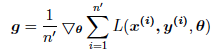 g = \frac{1}{n'} \nabla_{\theta} \sum_{i=1}^{n'} L(x^{(i)}, y^{(i)}, \theta)